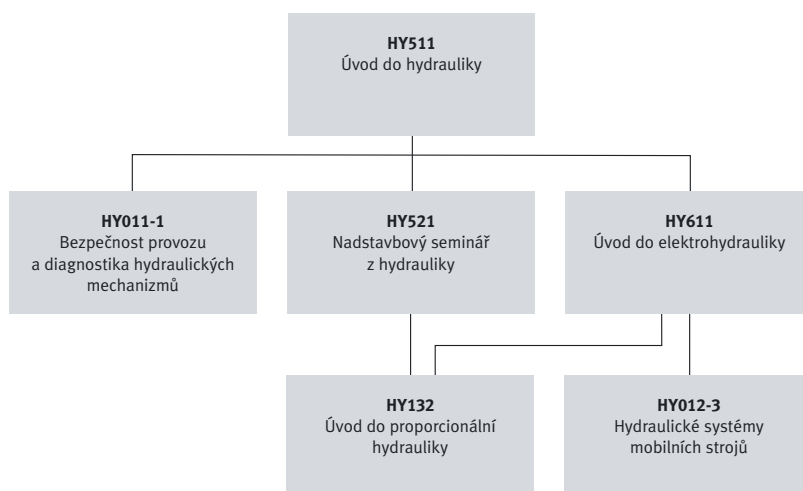 HY511
Úvod do hydrauliky
HY011-1
Bezpečnost provozu
a diagnostika hydraulických
mechanizmů
HY521
Nadstavbový seminář
z hydrauliky
HY611
Úvod do elektrohydrauliky
HY132
Úvod do proporcionální
hydrauliky
HY012-3
Hydraulické systémy
mobilních strojů